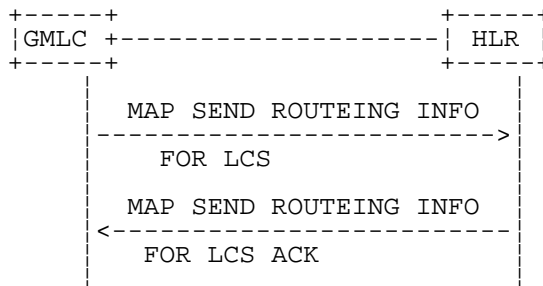 GMLC HLR
MAP SEND ROUTEING INFO
FOR LCS
MAP SEND ROUTEING INFO
FOR LCS ACK